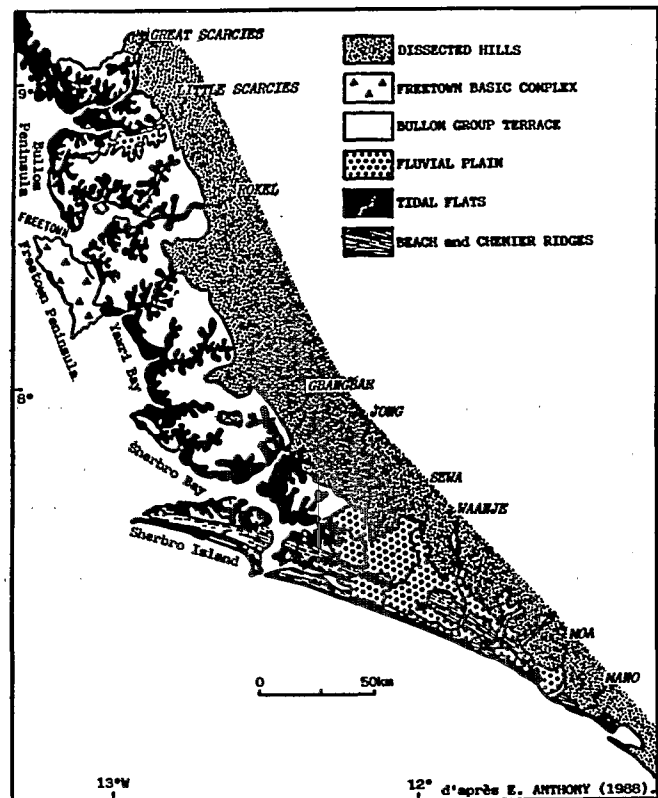 GREAT SCARCIES
LITTLE SCARCIES
9°
Bullom
Peninsula
ROKEL
FREETOWN
Freetown Peninsula
Yawri Bay
8°
GBANGBAR
JONG
Sherbro Bay
SEWA
WAANJE
Sherbro Island
MOA
MANO
0 50km
13°W
12°
d'après E. ANTHONY (1988).
DISSECTED HILLS
FREETOWN BASIC COMPLEX
BULLOM GROUP TERRACE
FLUVIAL PLAIN
TIDAL FLATS
BEACH and CHENIER RIDGES